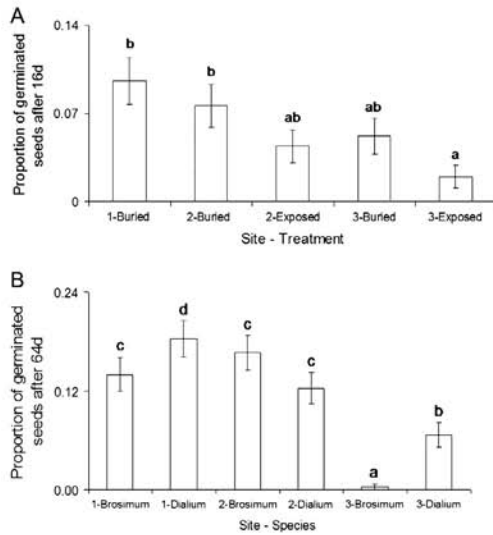 A
Proportion of germinated
seeds after 16d
0.14
0.07
0
b
b
ab
ab
a
1-Buried
2-Buried
2-Exposed
3-Buried
3-Exposed
Site - Treatment
B
Proportion of germinated
seeds after 64d
0.24
0.12
0.00
c
d
c
c
a
b
1-Brosimum
1-Dialium
2-Brosimum
2-Dialium
3-Brosimum
3-Dialium
Site - Species